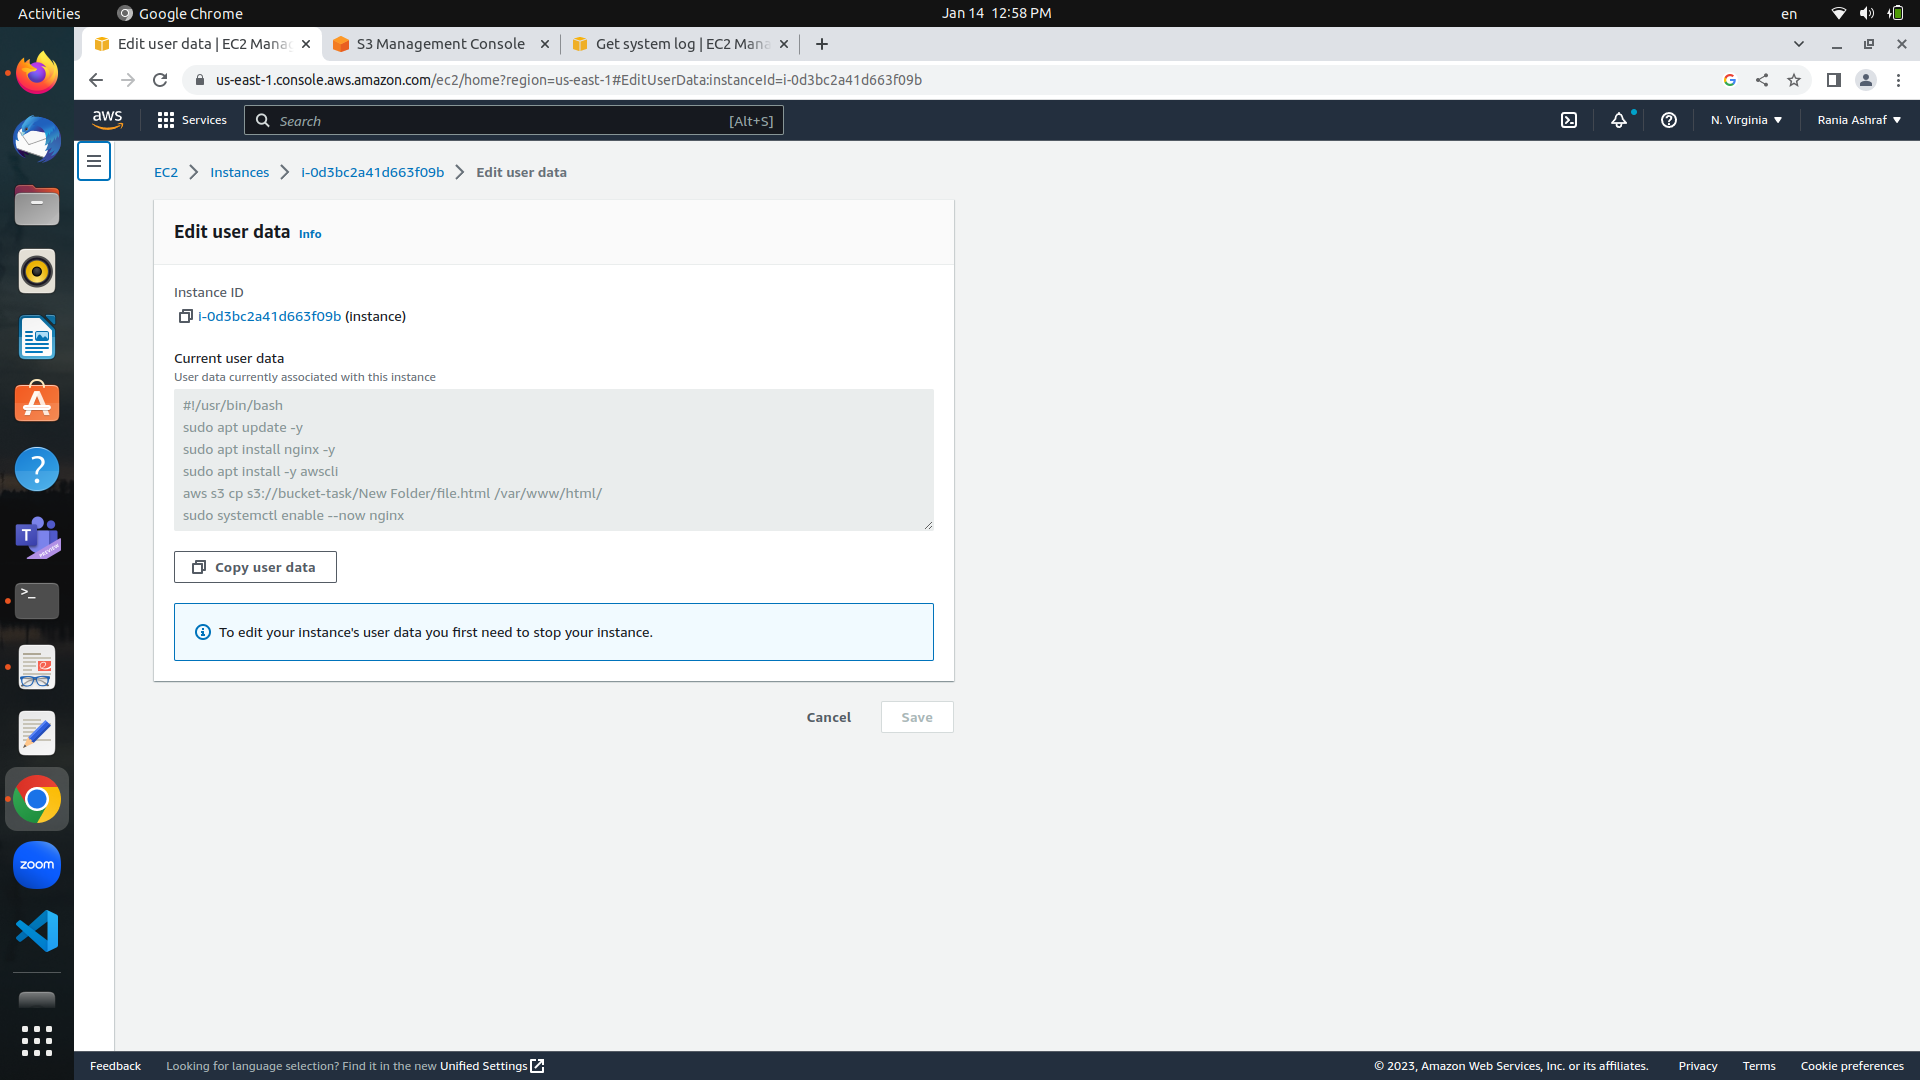 Activities
Google Chrome
Jan 14 12:58 PM
en
Edit user data | EC2 Mana
S3 Management Console
Get system log | EC2 Mana
us-east-1.console.aws.amazon.com/ec2/home?region=us-east-1#EditUserData:instanceId=i-0d3bc2a41d663f09b
aws
Services
Search
[Alt+S]
N. Virginia
Rania Ashraf
EC2
Instances
i-0d3bc2a41d663f09b
Edit user data
Edit user data Info
Instance ID
i-0d3bc2a41d663f09b (instance)
Current user data
User data currently associated with this instance
#!/usr/bin/bash
sudo apt update -y
sudo apt install nginx -y
sudo apt install -y awscli
aws s3 cp s3://bucket-task/New Folder/file.html /var/www/html/
sudo systemctl enable --now nginx
Copy user data
To edit your instance's user data you first need to stop your instance.
Cancel
Save
zoom
Feedback
Looking for language selection? Find it in the new Unified Settings
© 2023, Amazon Web Services, Inc. or its affiliates.
Privacy
Terms
Cookie preferences